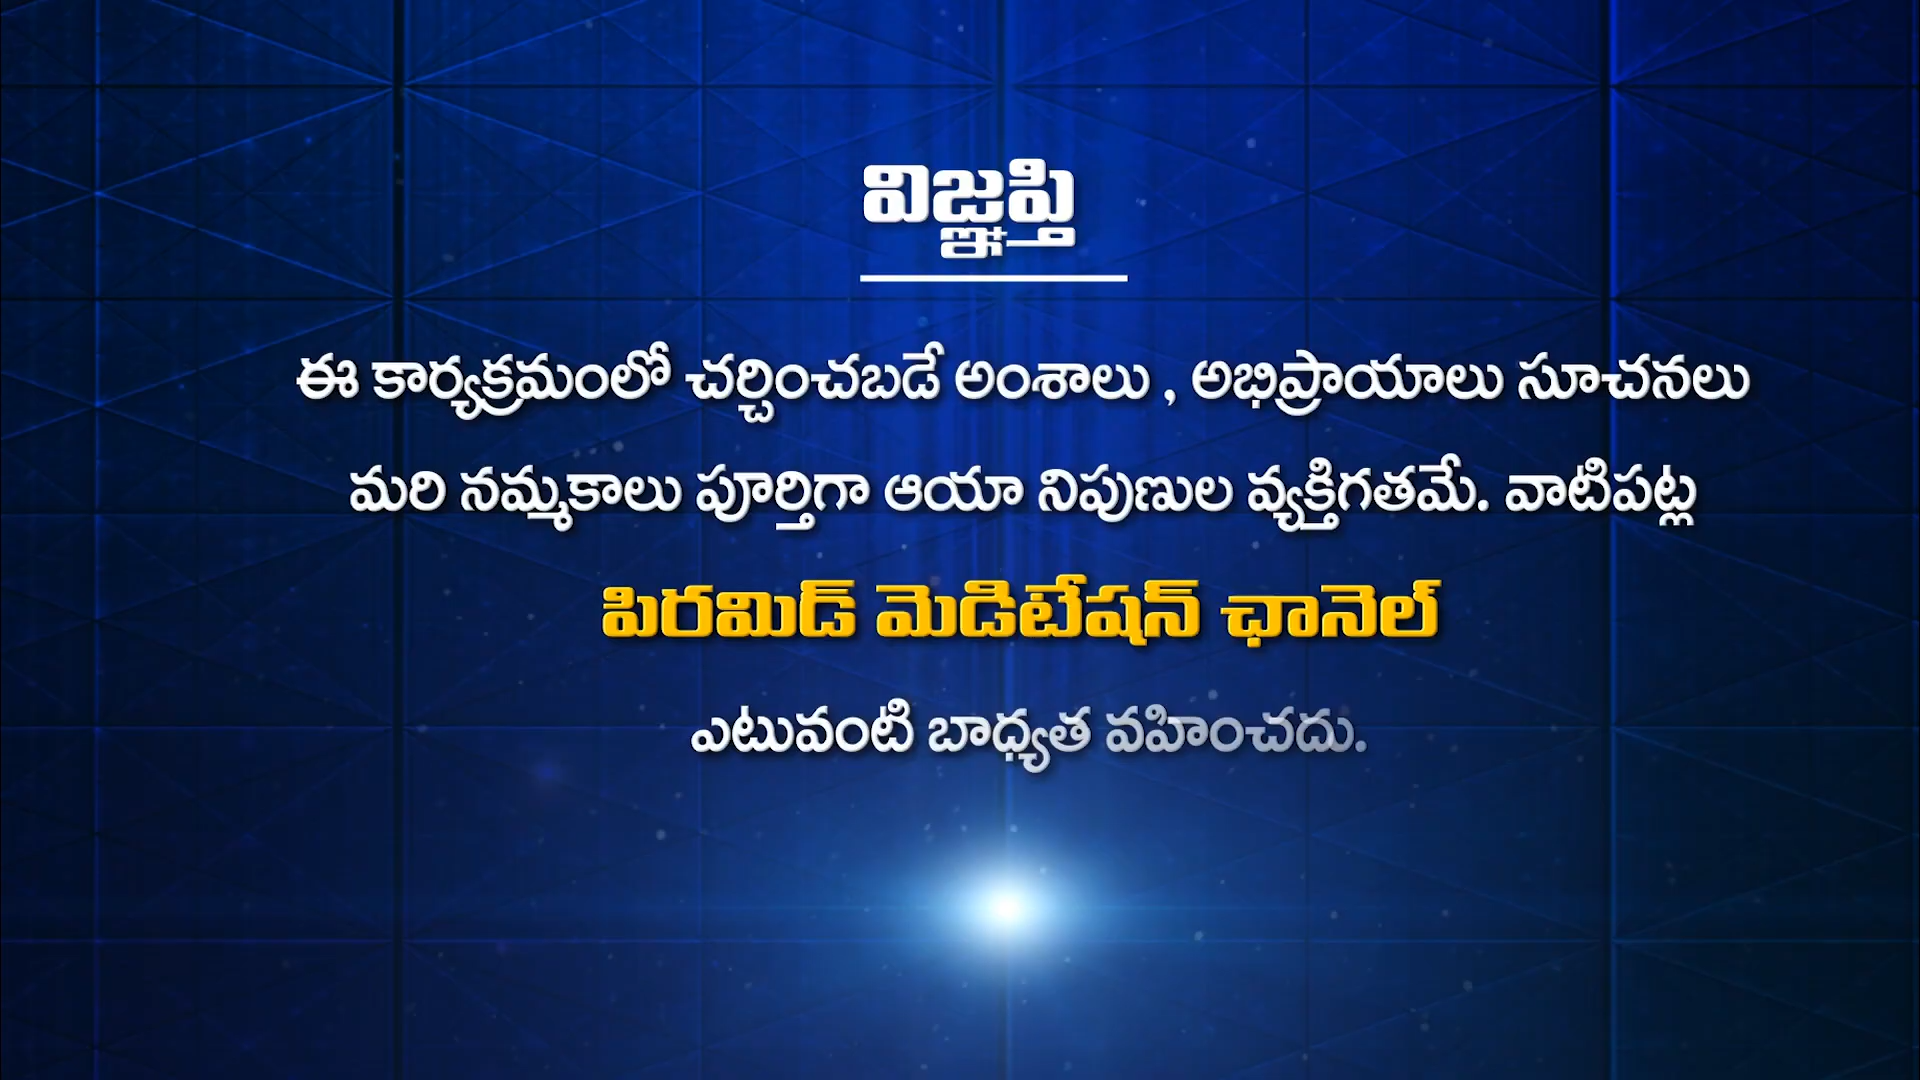 విజ్ఞప్తి
ఈ కార్యక్రమంలో చర్చించబడే అంశాలు , అభిప్రాయాలు సూచనలు
మరి నమ్మకాలు పూర్తిగా ఆయా నిపుణుల వ్యక్తిగతమే. వాటిపట్ల
పిరమిడ్ మెడిటేషన్ ఛానెల్
ఎటువంటి బాధ్యత వహించదు.